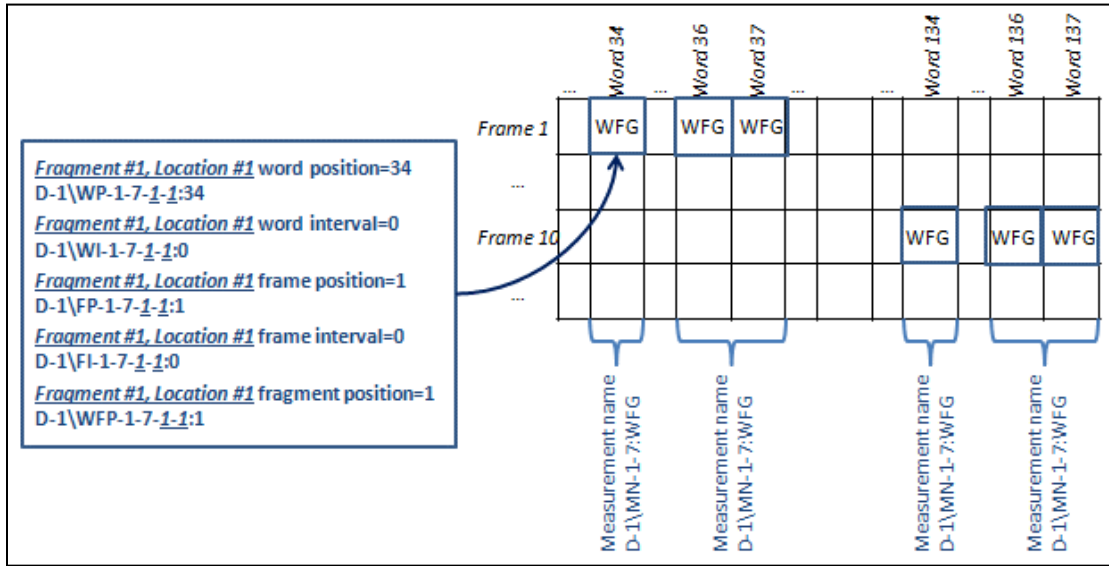 ... Word 34 ... Word 36 Word 37 ... ... Word 134 ... Word 136 Word 137
Frame 1 WFG WFG WFG
...
Frame 10 WFG WFG WFG
...
Fragment #1, Location #1 word position=34
D-1\WP-1-7-1-1:34
Fragment #1, Location #1 word interval=0
D-1\WI-1-7-1-1:0
Fragment #1, Location #1 frame position=1
D-1\FP-1-7-1-1:1
Fragment #1, Location #1 frame interval=0
D-1\FI-1-7-1-1:0
Fragment #1, Location #1 fragment position=1
D-1\WFP-1-7-1-1:1
Measurement name
D-1\MN-1-7:WFG
Measurement name
D-1\MN-1-7:WFG
Measurement name
D-1\MN-1-7:WFG
Measurement name
D-1\MN-1-7:WFG